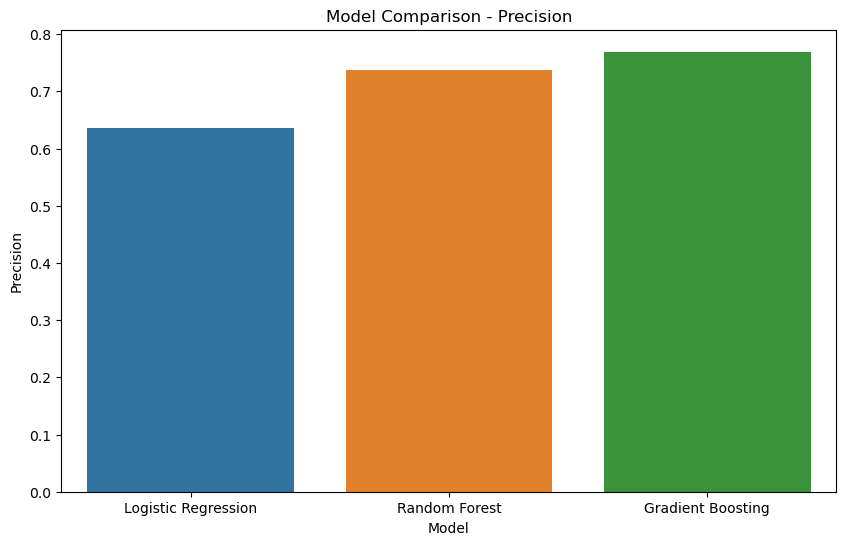 Model Comparison - Precision
Precision
0.8
0.7
0.6
0.5
0.4
0.3
0.2
0.1
0.0
Logistic Regression
Random Forest
Gradient Boosting
Model